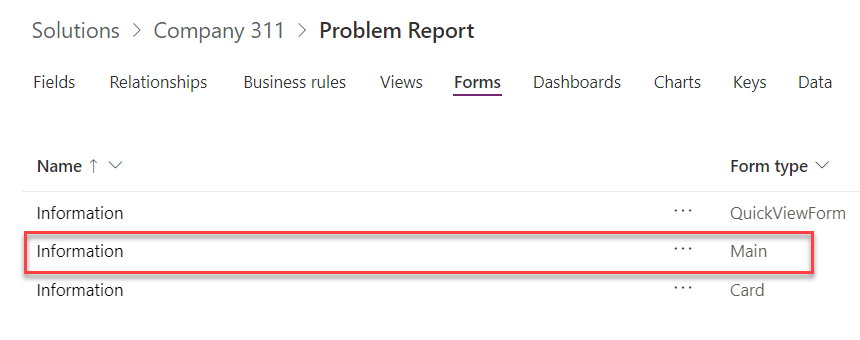 Solutions > Company 311 > Problem Report
Fields Relationships Business rules Views Forms Dashboards Charts Keys Data
Name ↑ Form type
Information ··· QuickViewForm
Information ··· Main
Information ··· Card